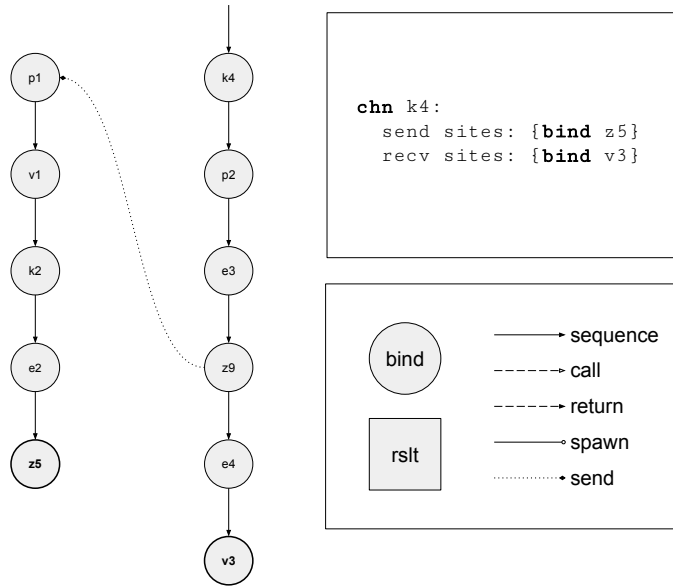 p1
v1
k2
e2
z5
k4
p2
e3
z9
e4
v3
chn k4:
send sites: {bind z5}
recv sites: {bind v3}
bind
rslt
sequence
call
return
spawn
send